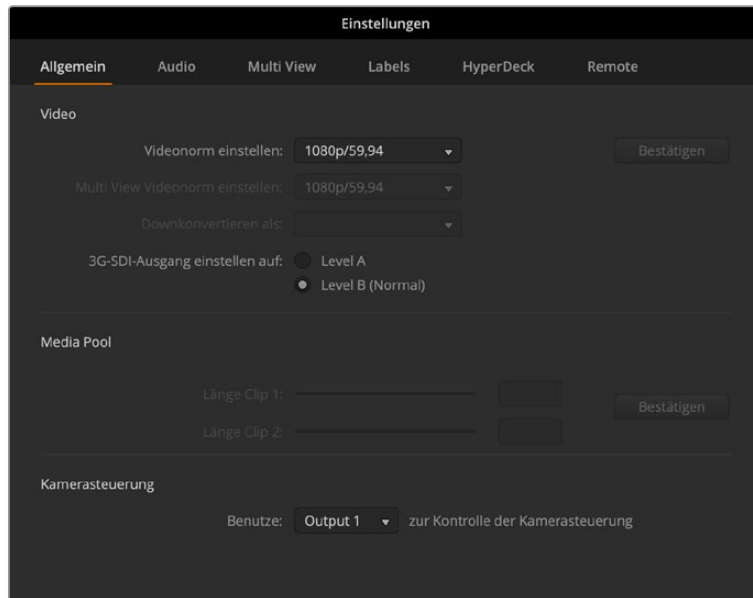 Einstellungen
Allgemein Audio Multi View Labels HyperDeck Remote
Video
Videonorm einstellen: 1080p/59,94 Bestätigen
Multi View Videonorm einstellen: 1080p/59,94
Downkonvertieren als:
3G-SDI-Ausgang einstellen auf: Level A
Level B (Normal)
Media Pool
Länge Clip 1:
Bestätigen
Länge Clip 2:
Kamerasteuerung
Benutze: Output 1 zur Kontrolle der Kamerasteuerung